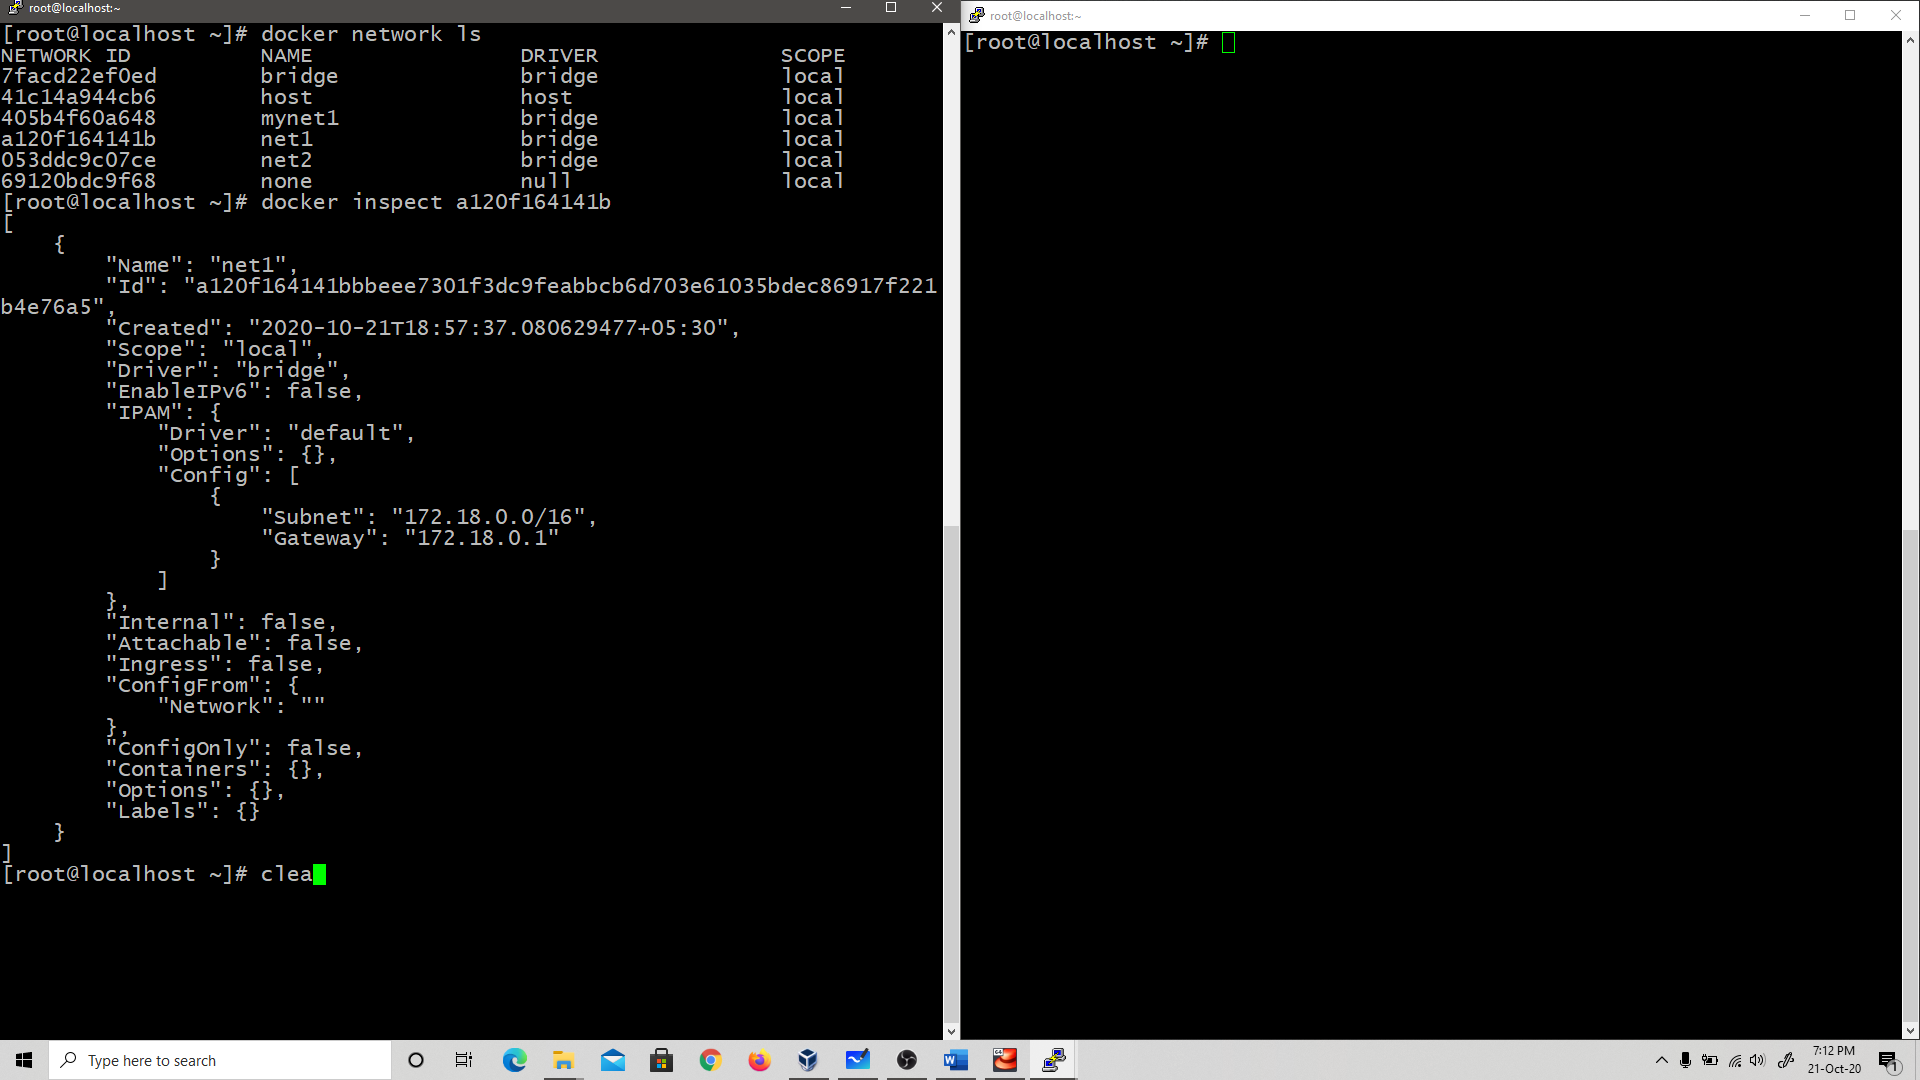 root@localhost:~
[root@localhost ~]# docker network ls
NETWORK ID          NAME                DRIVER              SCOPE
7facd22ef0ed        bridge              bridge              local
41c14a944cb6        host                host                local
405b4f60a648        mynet1              bridge              local
a120f164141b        net1                bridge              local
053ddc9c07ce        net2                bridge              local
69120bdc9f68        none                null                local
[root@localhost ~]# docker inspect a120f164141b
[
    {
        "Name": "net1",
        "Id": "a120f164141bbbeee7301f3dc9feabbcb6d703e61035bdec86917f221
b4e76a5",
        "Created": "2020-10-21T18:57:37.080629477+05:30",
        "Scope": "local",
        "Driver": "bridge",
        "EnableIPv6": false,
        "IPAM": {
            "Driver": "default",
            "Options": {},
            "Config": [
                {
                    "Subnet": "172.18.0.0/16",
                    "Gateway": "172.18.0.1"
                }
            ]
        },
        "Internal": false,
        "Attachable": false,
        "Ingress": false,
        "ConfigFrom": {
            "Network": ""
        },
        "ConfigOnly": false,
        "Containers": {},
        "Options": {},
        "Labels": {}
    }
]
[root@localhost ~]# clea
root@localhost:~
[root@localhost ~]#
Type here to search
7:12 PM
21-Oct-20